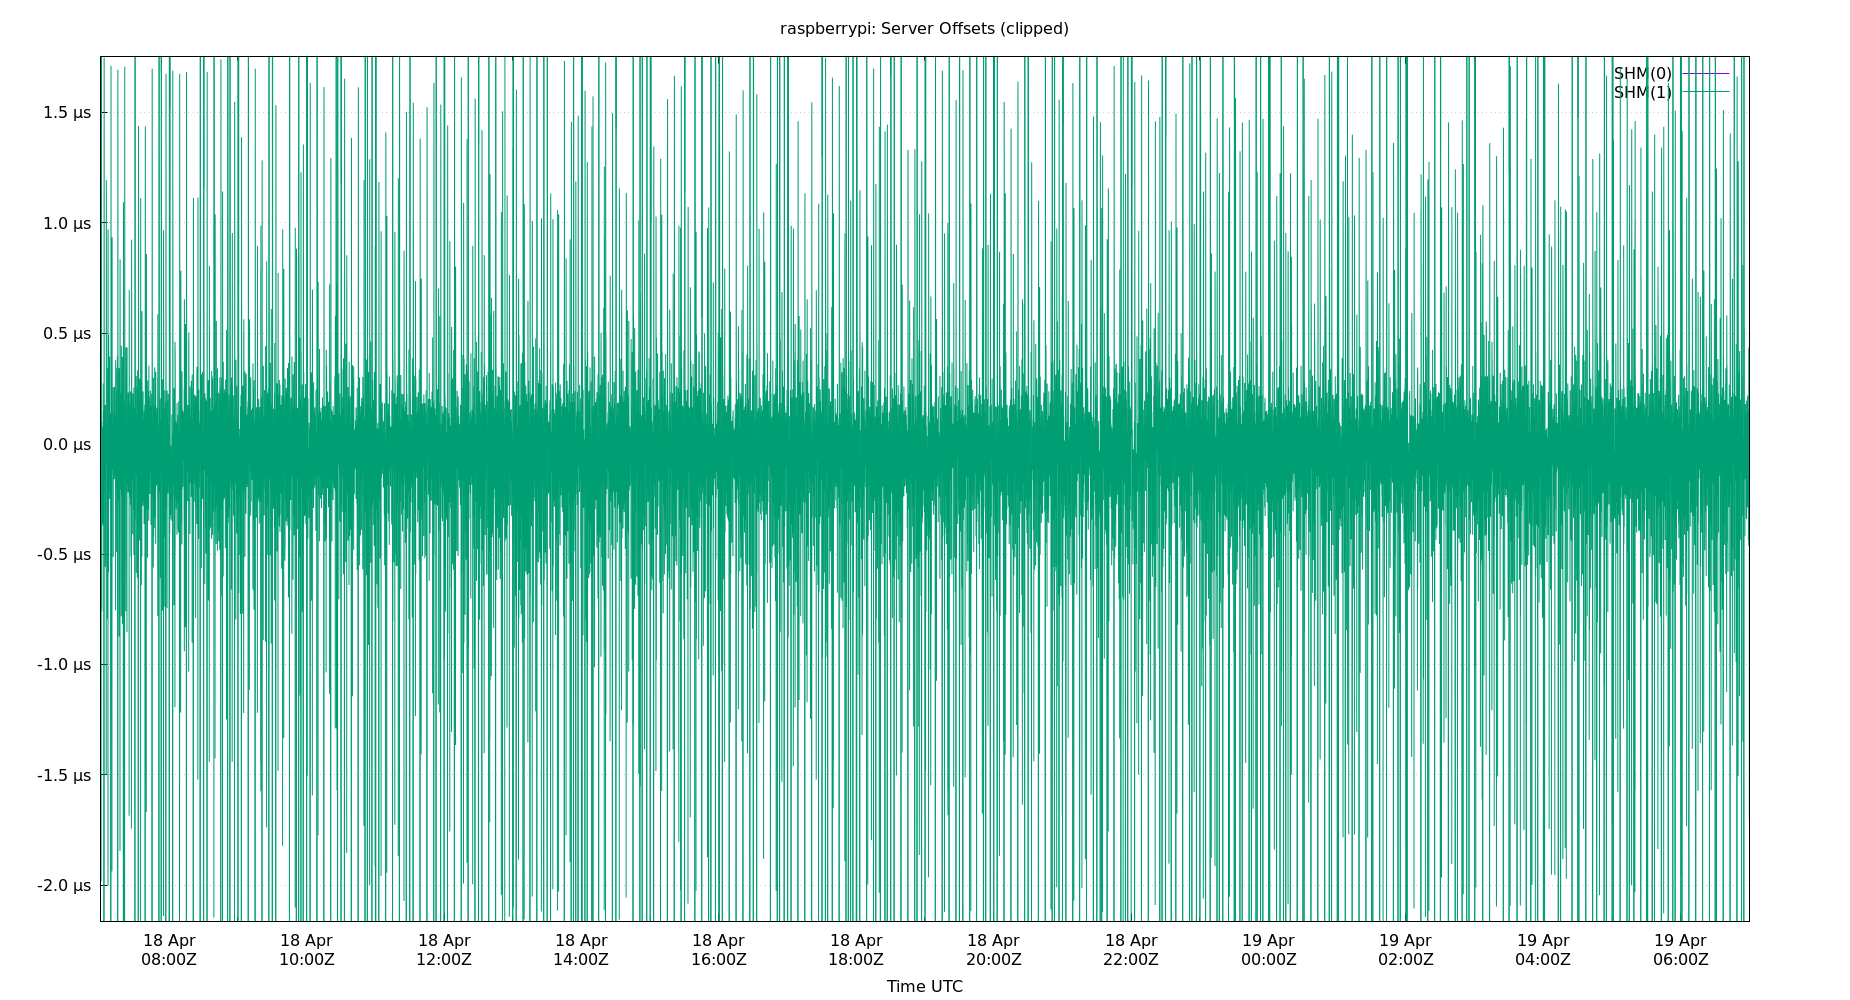 raspberrypi: Server Offsets (clipped)
SHM(0)
SHM(1)
1.5 µs
1.0 µs
0.5 µs
0.0 µs
-0.5 µs
-1.0 µs
-1.5 µs
-2.0 µs
18 Apr 18 Apr 18 Apr 18 Apr 18 Apr 18 Apr 18 Apr 18 Apr 19 Apr 19 Apr 19 Apr 19 Apr
08:00Z 10:00Z 12:00Z 14:00Z 16:00Z 18:00Z 20:00Z 22:00Z 00:00Z 02:00Z 04:00Z 06:00Z
Time UTC